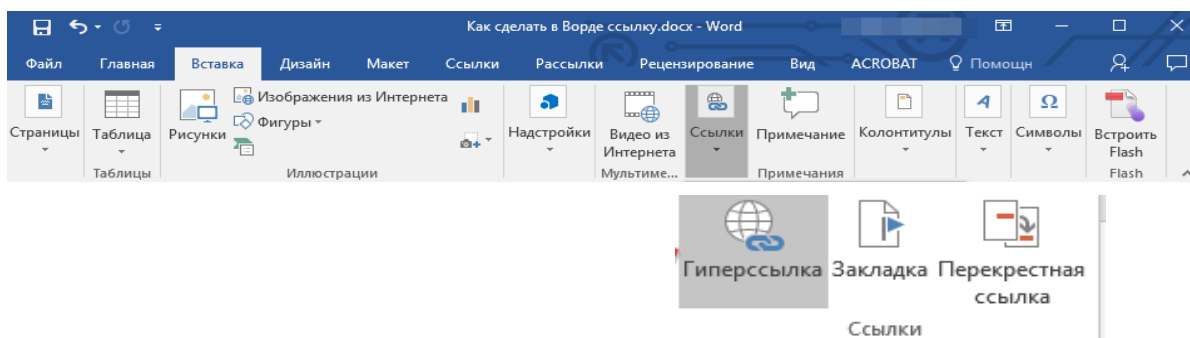 Как сделать в Ворде ссылку.docx - Word
Файл Главная Вставка Дизайн Макет Ссылки Рассылки Рецензирование Вид ACROBAT Помощн
Страницы Таблица Рисунки Изображения из Интернета Фигуры Надстройки Видео из Интернета Ссылки Примечание Колонтитулы Текст Символы Встроить Flash
Таблицы Иллюстрации Мультиме... Примечания Flash
Гиперссылка Закладка Перекрестная
ссылка
Ссылки